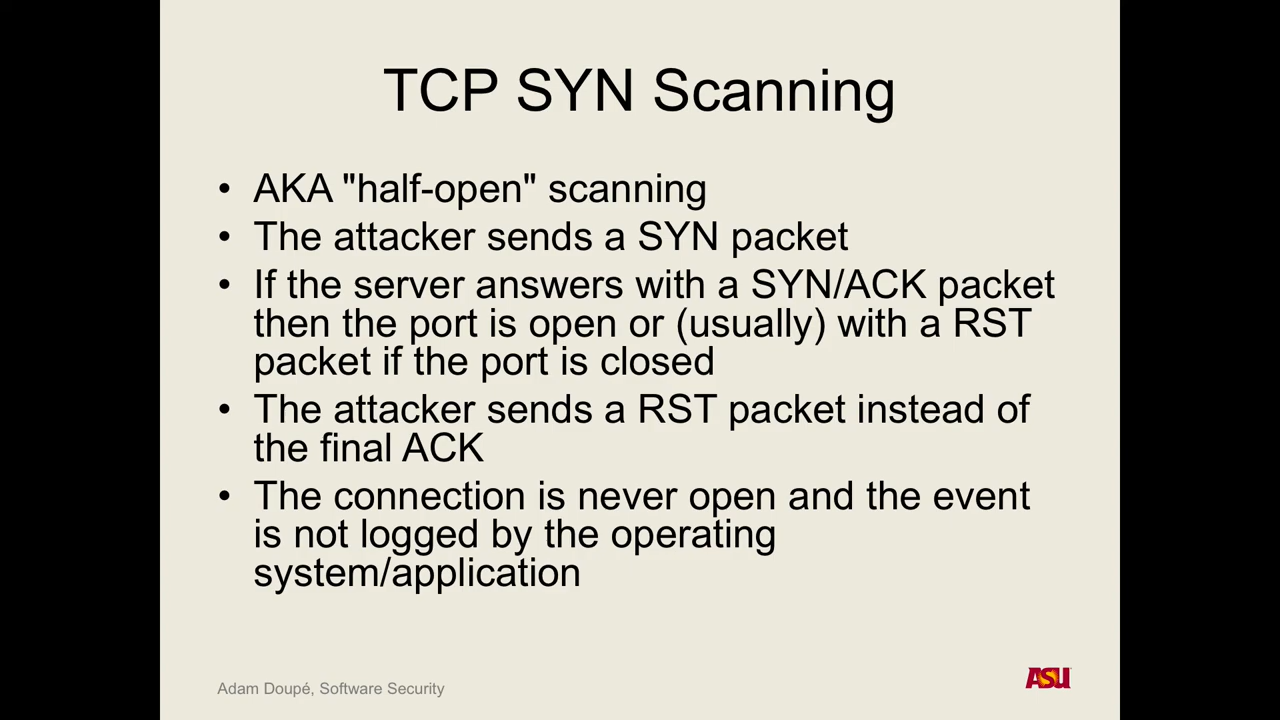 TCP SYN Scanning
• AKA "half-open" scanning
• The attacker sends a SYN packet
• If the server answers with a SYN/ACK packet
then the port is open or (usually) with a RST
packet if the port is closed
• The attacker sends a RST packet instead of
the final ACK
• The connection is never open and the event
is not logged by the operating
system/application
Adam Doupé, Software Security
ASU